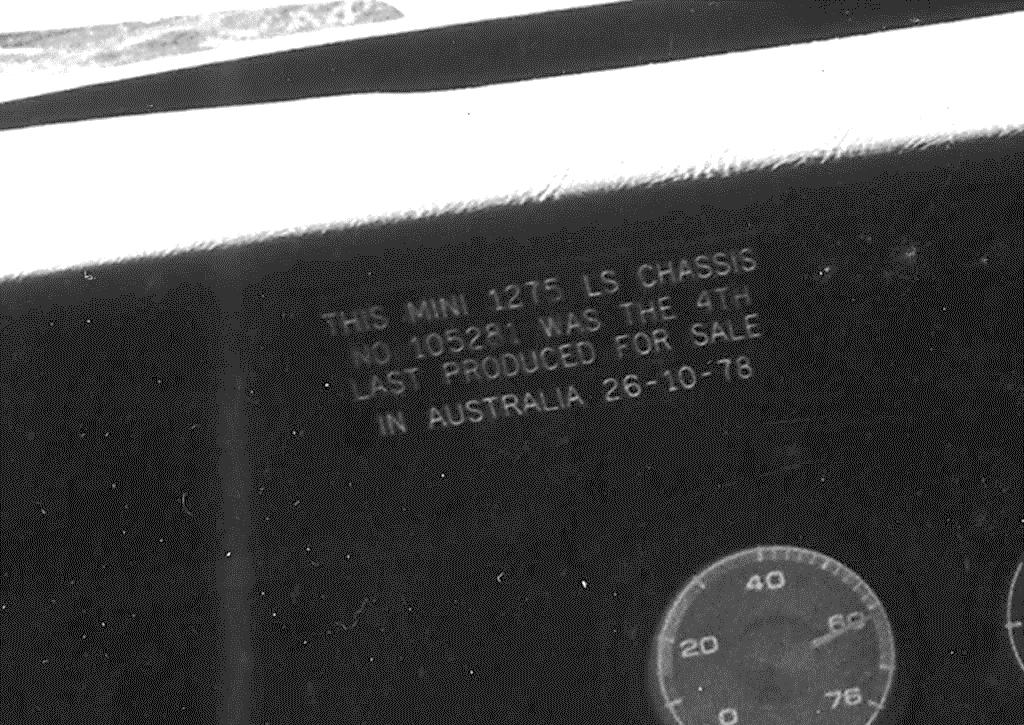 THIS MINI 1275 LS CHASSIS
NO 105281 WAS THE 4TH
LAST PRODUCED FOR SALE
IN AUSTRALIA 26-10-78
40
60
20
76
0